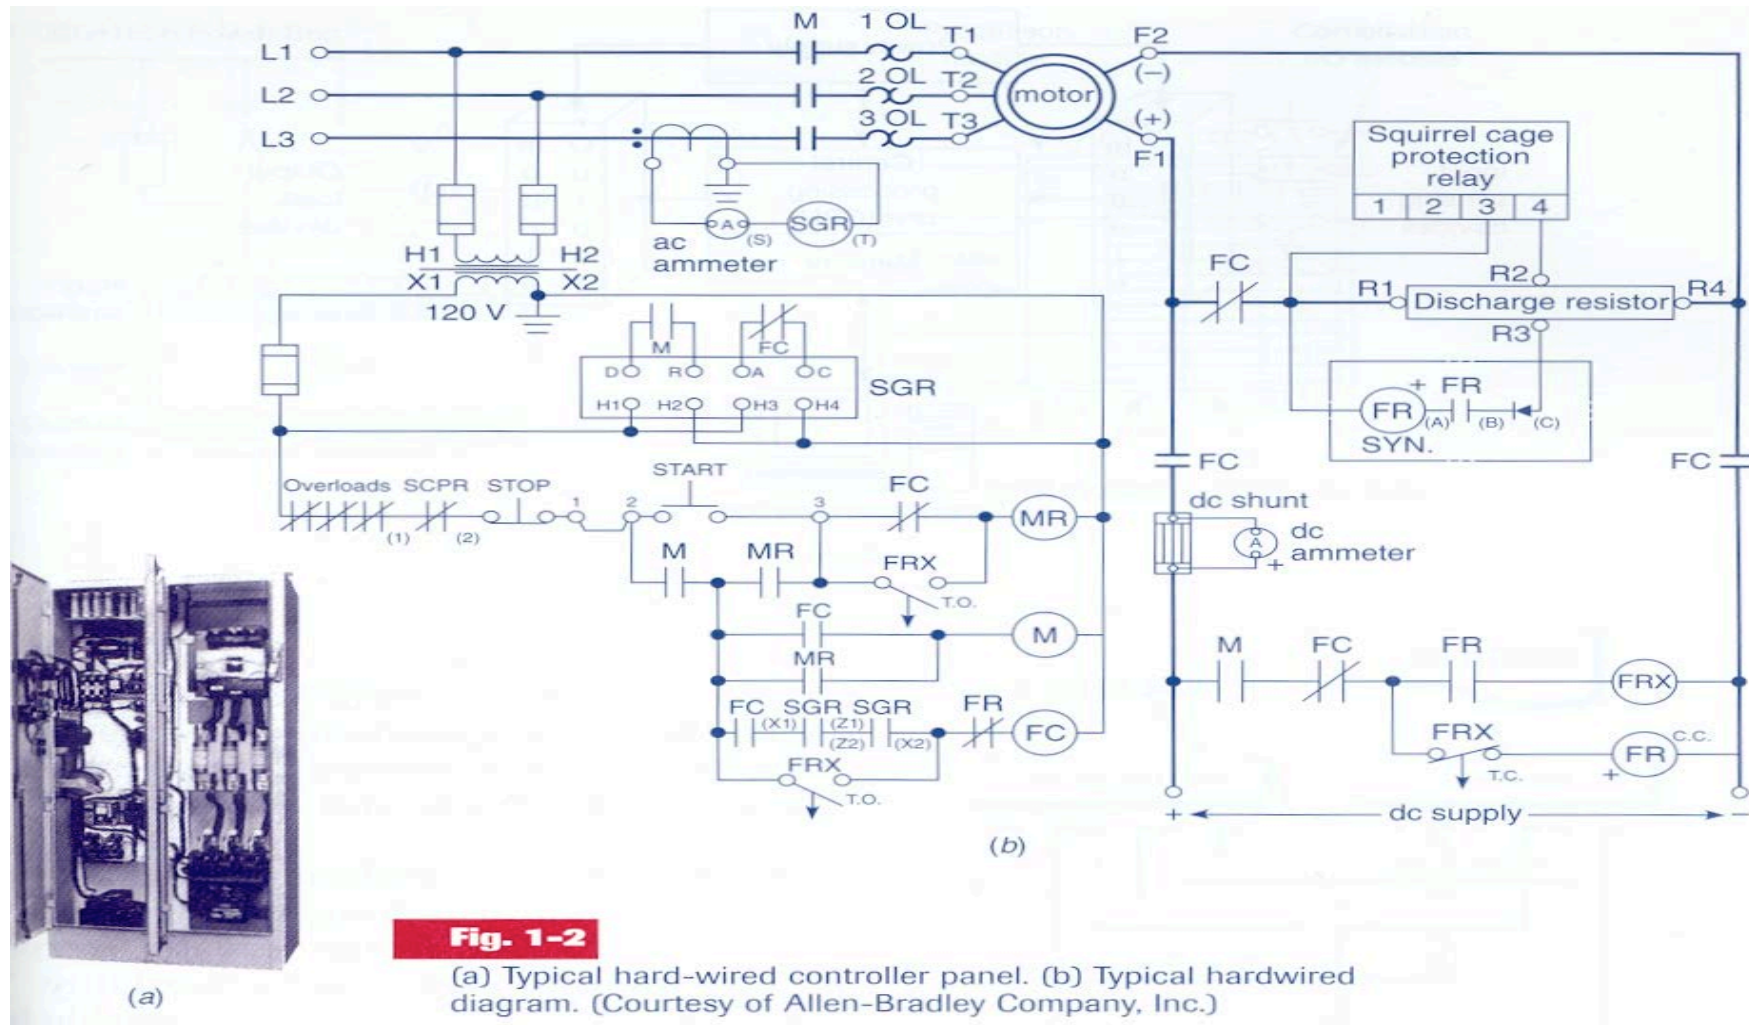 M 1 OL T1 F2
L1
(–)
L2 2 OL T2
motor
L3 3 OL T3
(+)
F1
Squirrel cage
protection
relay
1 2 3 4
A (S) SGR (T)
ac
ammeter
H1 H2
X1 X2
120 V
FC
R2
R1 Discharge resistor R4
R3
M FC
D R A C
SGR
H1 H2 H3 H4
+ FR
FR (A) (B) (C)
SYN.
START
FC FC
Overloads SCPR STOP 1 2 3 FC
MR
(1) (2)
dc shunt
A dc
ammeter
+
M MR FRX
T.O.
FC
M
MR
M FC FR
FRX
FC (X1) SGR (Z1) SGR FR
(Z2) (X2) FC
FRX
T.O.
FRX FR C.C.
+
T.C.
+ dc supply –
(b)
(a)
Fig. 1-2
(a) Typical hard-wired controller panel. (b) Typical hardwired
diagram. (Courtesy of Allen-Bradley Company, Inc.)